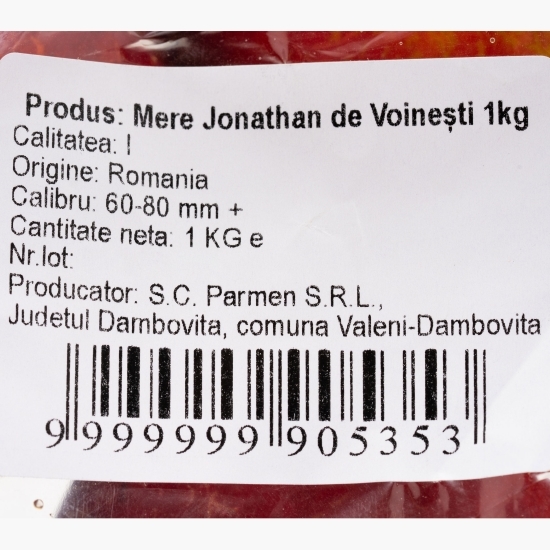 Produs: Mere Jonathan de Voinești 1kg
Calitatea: I
Origine: Romania
Calibru: 60-80 mm +
Cantitate neta: 1 KG e
Nr.lot:
Producator: S.C. Parmen S.R.L.,
Judetul Dambovita, comuna Valeni-Dambovita
9 999999 905353